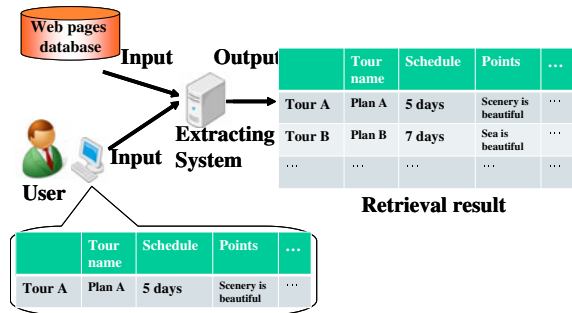 Web pages
database
Input
Output
Tour
name
Schedule
Points
…
Tour A
Plan A
5 days
Scenery is
beautiful
…
Tour B
Plan B
7 days
Sea is
beautiful
…
…
…
…
…
…
Extracting
System
Input
User
Retrieval result
Tour
name
Schedule
Points
…
Tour A
Plan A
5 days
Scenery is
beautiful
…